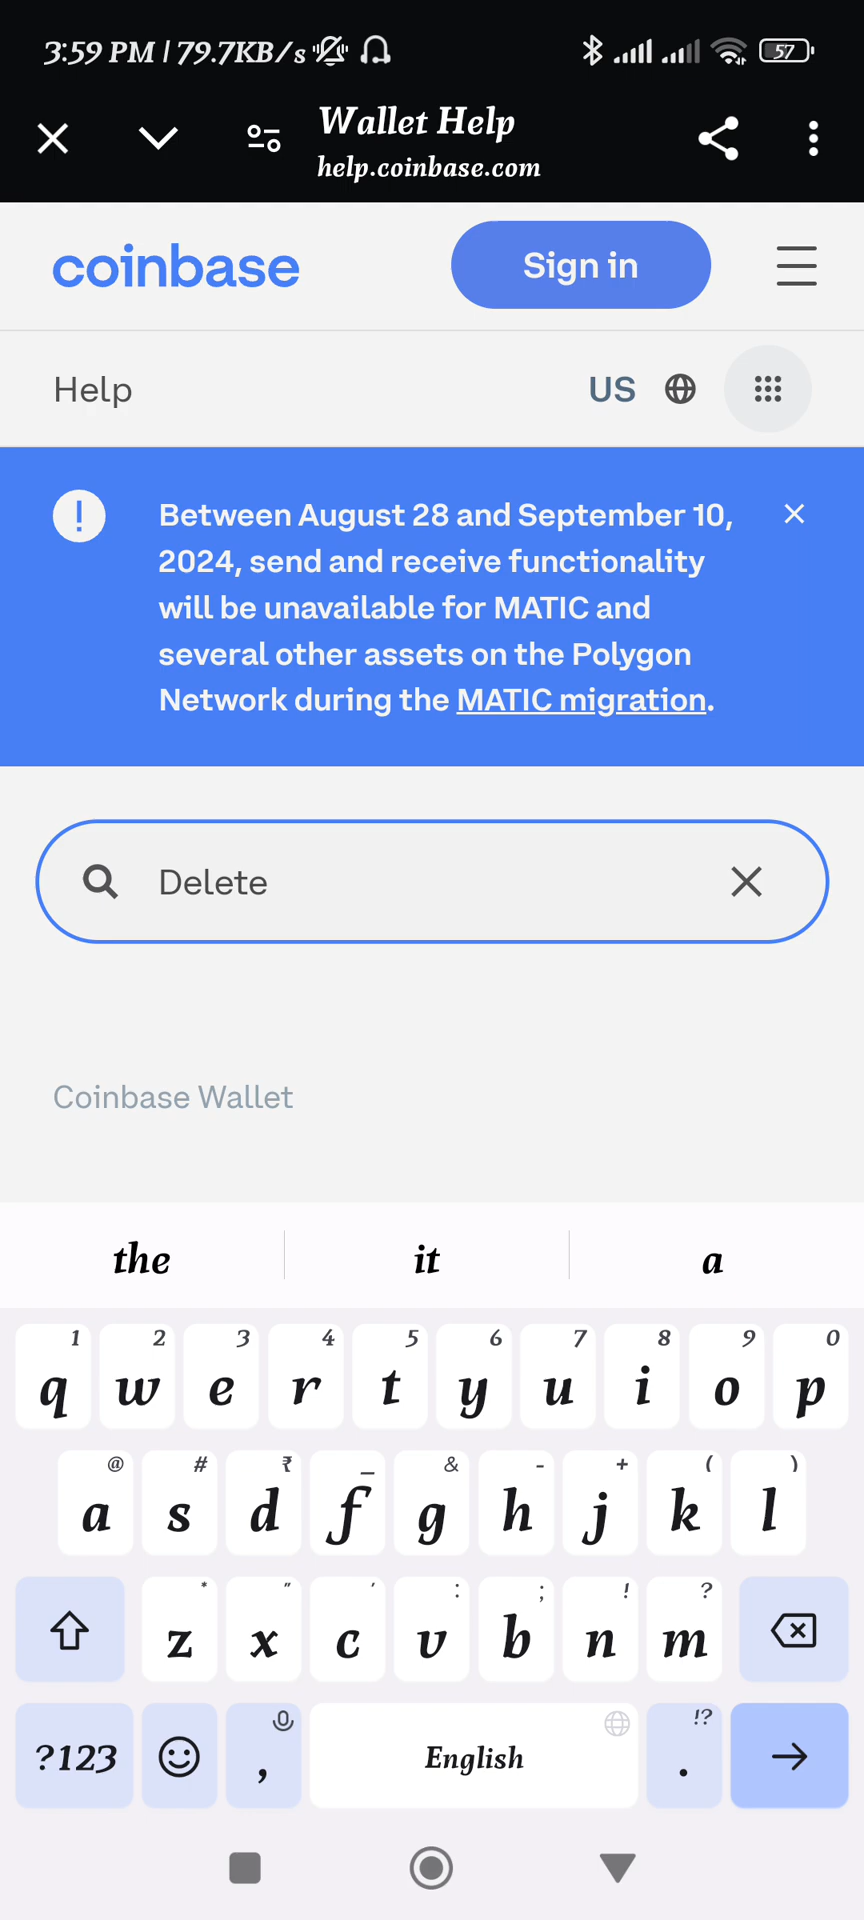 3:59 PM | 79.7KB/s 57
Wallet Help
help.coinbase.com
coinbase Sign in
Help US
! Between August 28 and September 10,
2024, send and receive functionality
will be unavailable for MATIC and
several other assets on the Polygon
Network during the MATIC migration.
Delete
Coinbase Wallet
the it a
1 2 3 4 5 6 7 8 9 0
q w e r t y u i o p
@ # ₹ _ & - + ( )
a s d f g h j k l
* " ' : ; ! ?
z x c v b n m
!?
?123 , English .